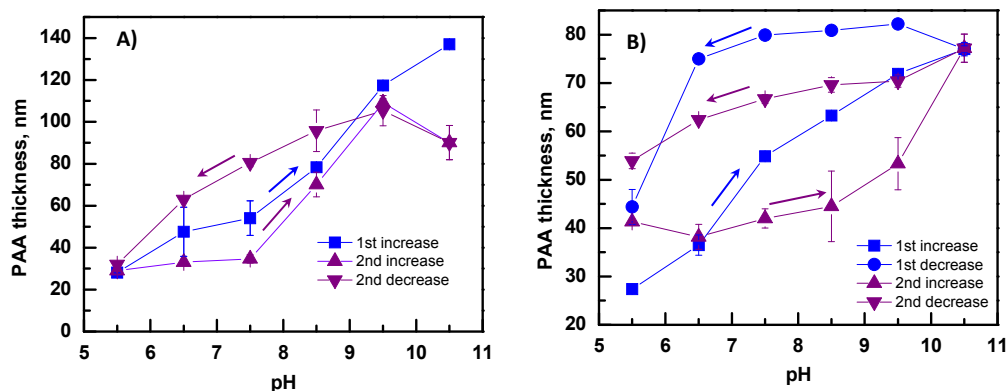 A)
PAA thickness, nm
140
120
100
80
60
40
20
0
1st increase
2nd increase
2nd decrease
5 6 7 8 9 10 11
pH
B)
PAA thickness, nm
80
70
60
50
40
30
20
1st increase
1st decrease
2nd increase
2nd decrease
5 6 7 8 9 10 11
pH